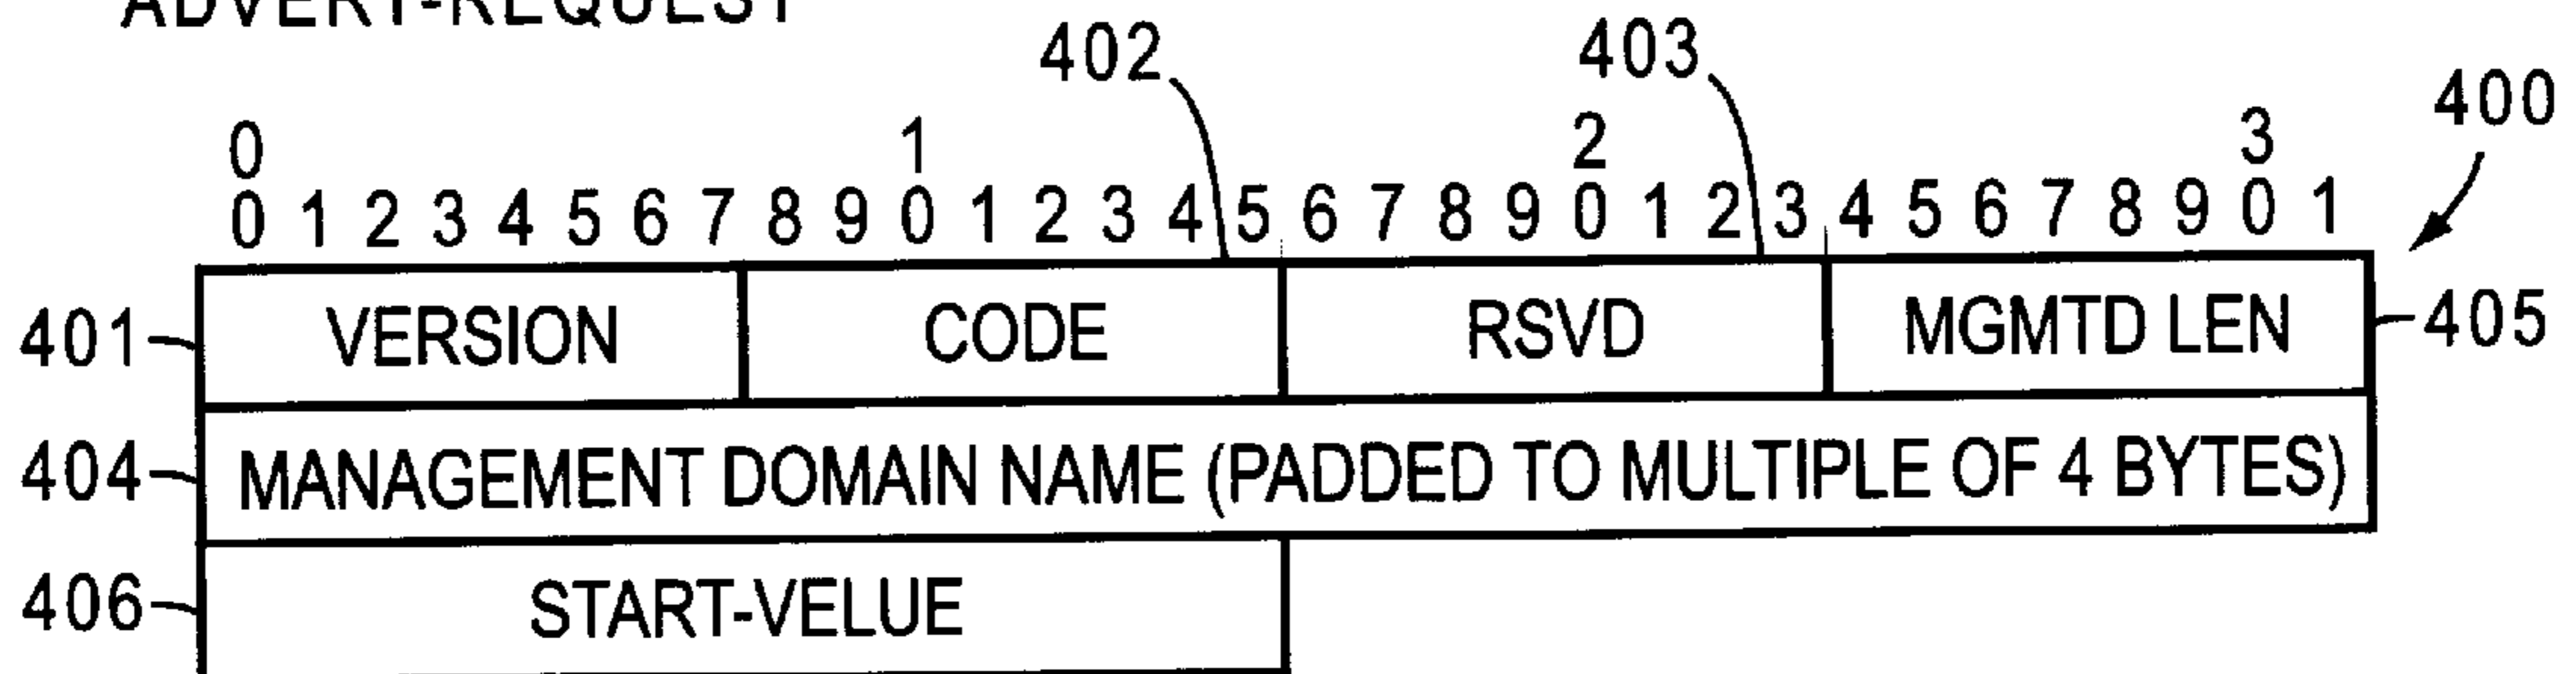 ADVERT-REQUEST
402 403 400
0 1 2 3
0 1 2 3 4 5 6 7 8 9 0 1 2 3 4 5 6 7 8 9 0 1 2 3 4 5 6 7 8 9 0 1
401 VERSION CODE RSVD MGMTD LEN 405
404 MANAGEMENT DOMAIN NAME (PADDED TO MULTIPLE OF 4 BYTES)
406 START-VELUE